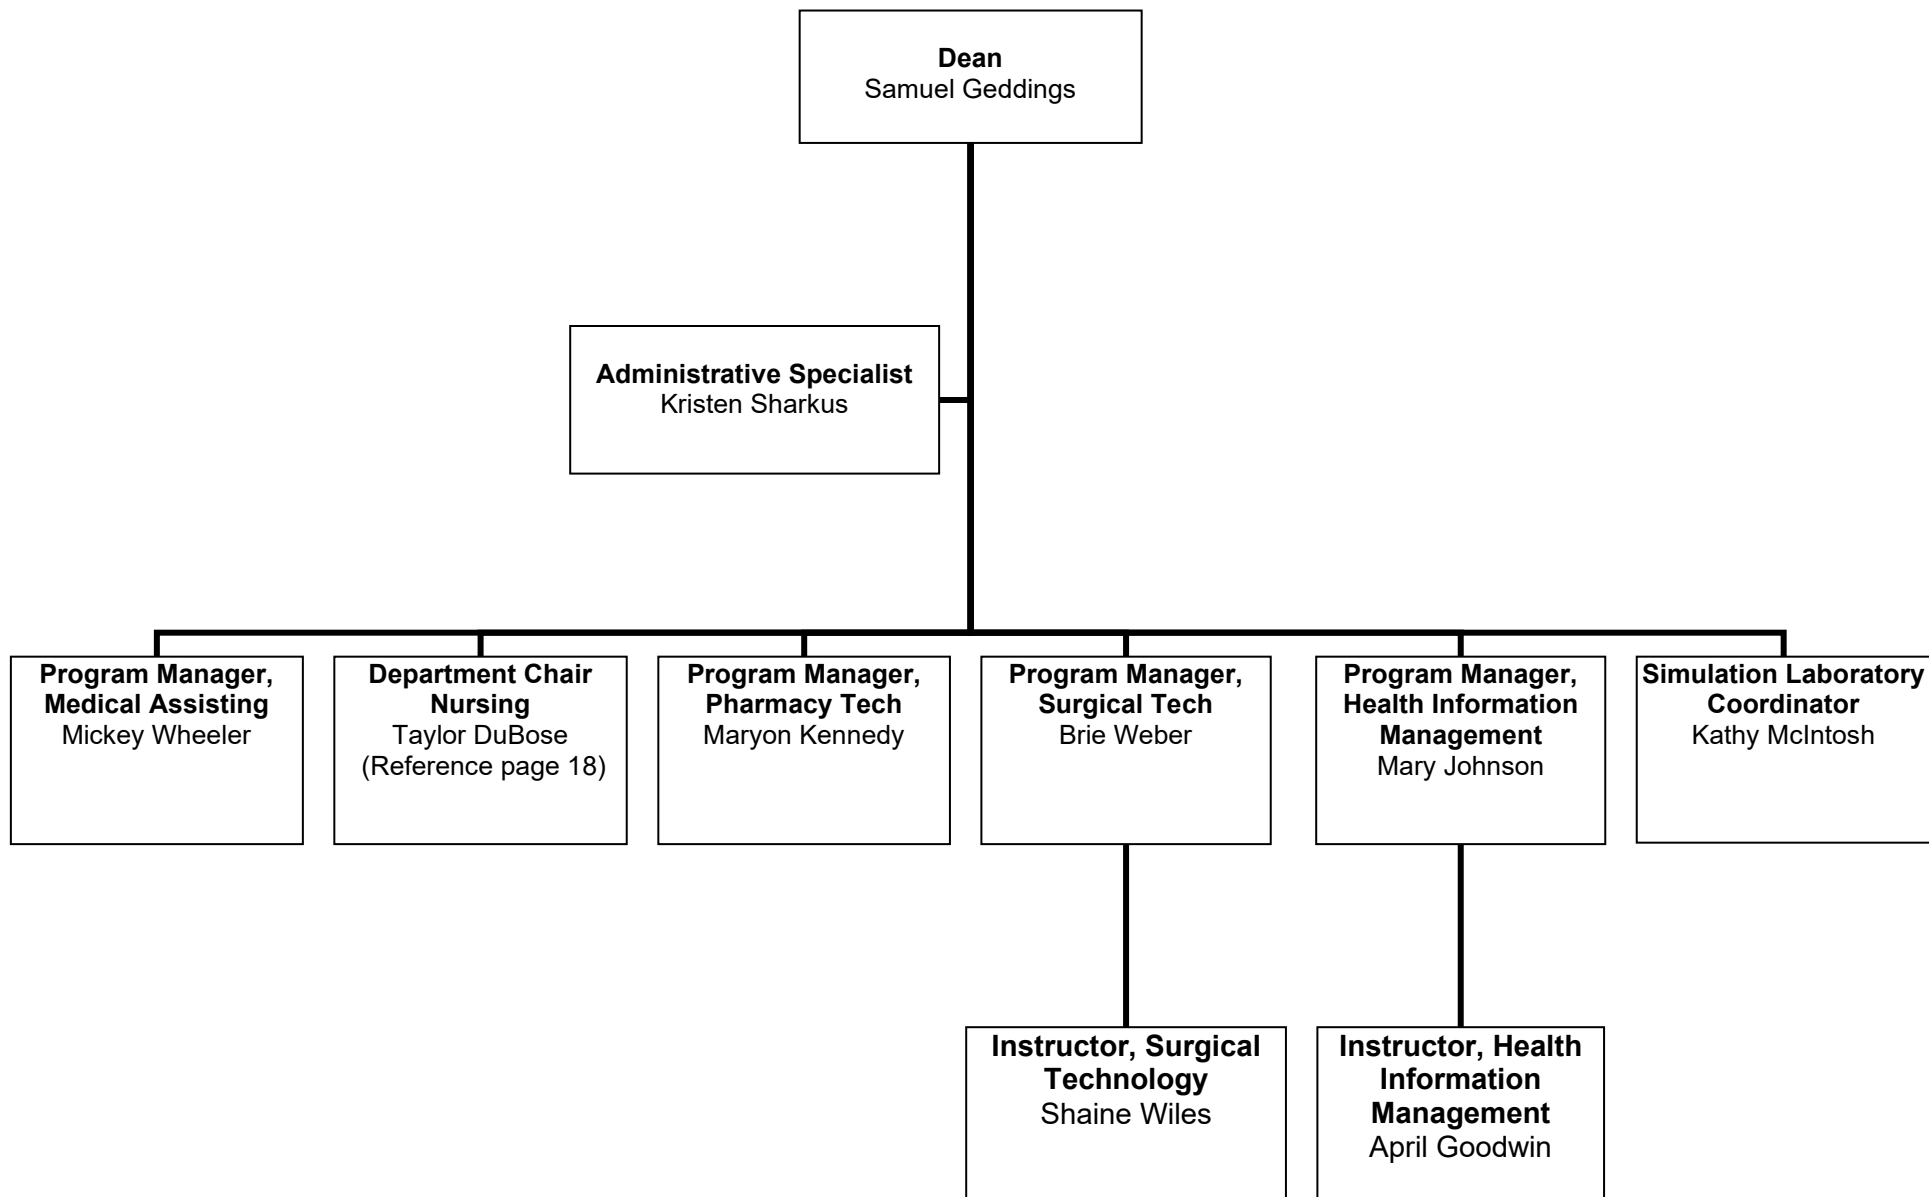 Dean
Samuel Geddings
Administrative Specialist
Kristen Sharkus
Program Manager,
Medical Assisting
Mickey Wheeler
Department Chair
Nursing
Taylor DuBose
(Reference page 18)
Program Manager,
Pharmacy Tech
Maryon Kennedy
Program Manager,
Surgical Tech
Brie Weber
Program Manager,
Health Information
Management
Mary Johnson
Simulation Laboratory
Coordinator
Kathy McIntosh
Instructor, Surgical
Technology
Shaine Wiles
Instructor, Health
Information
Management
April Goodwin